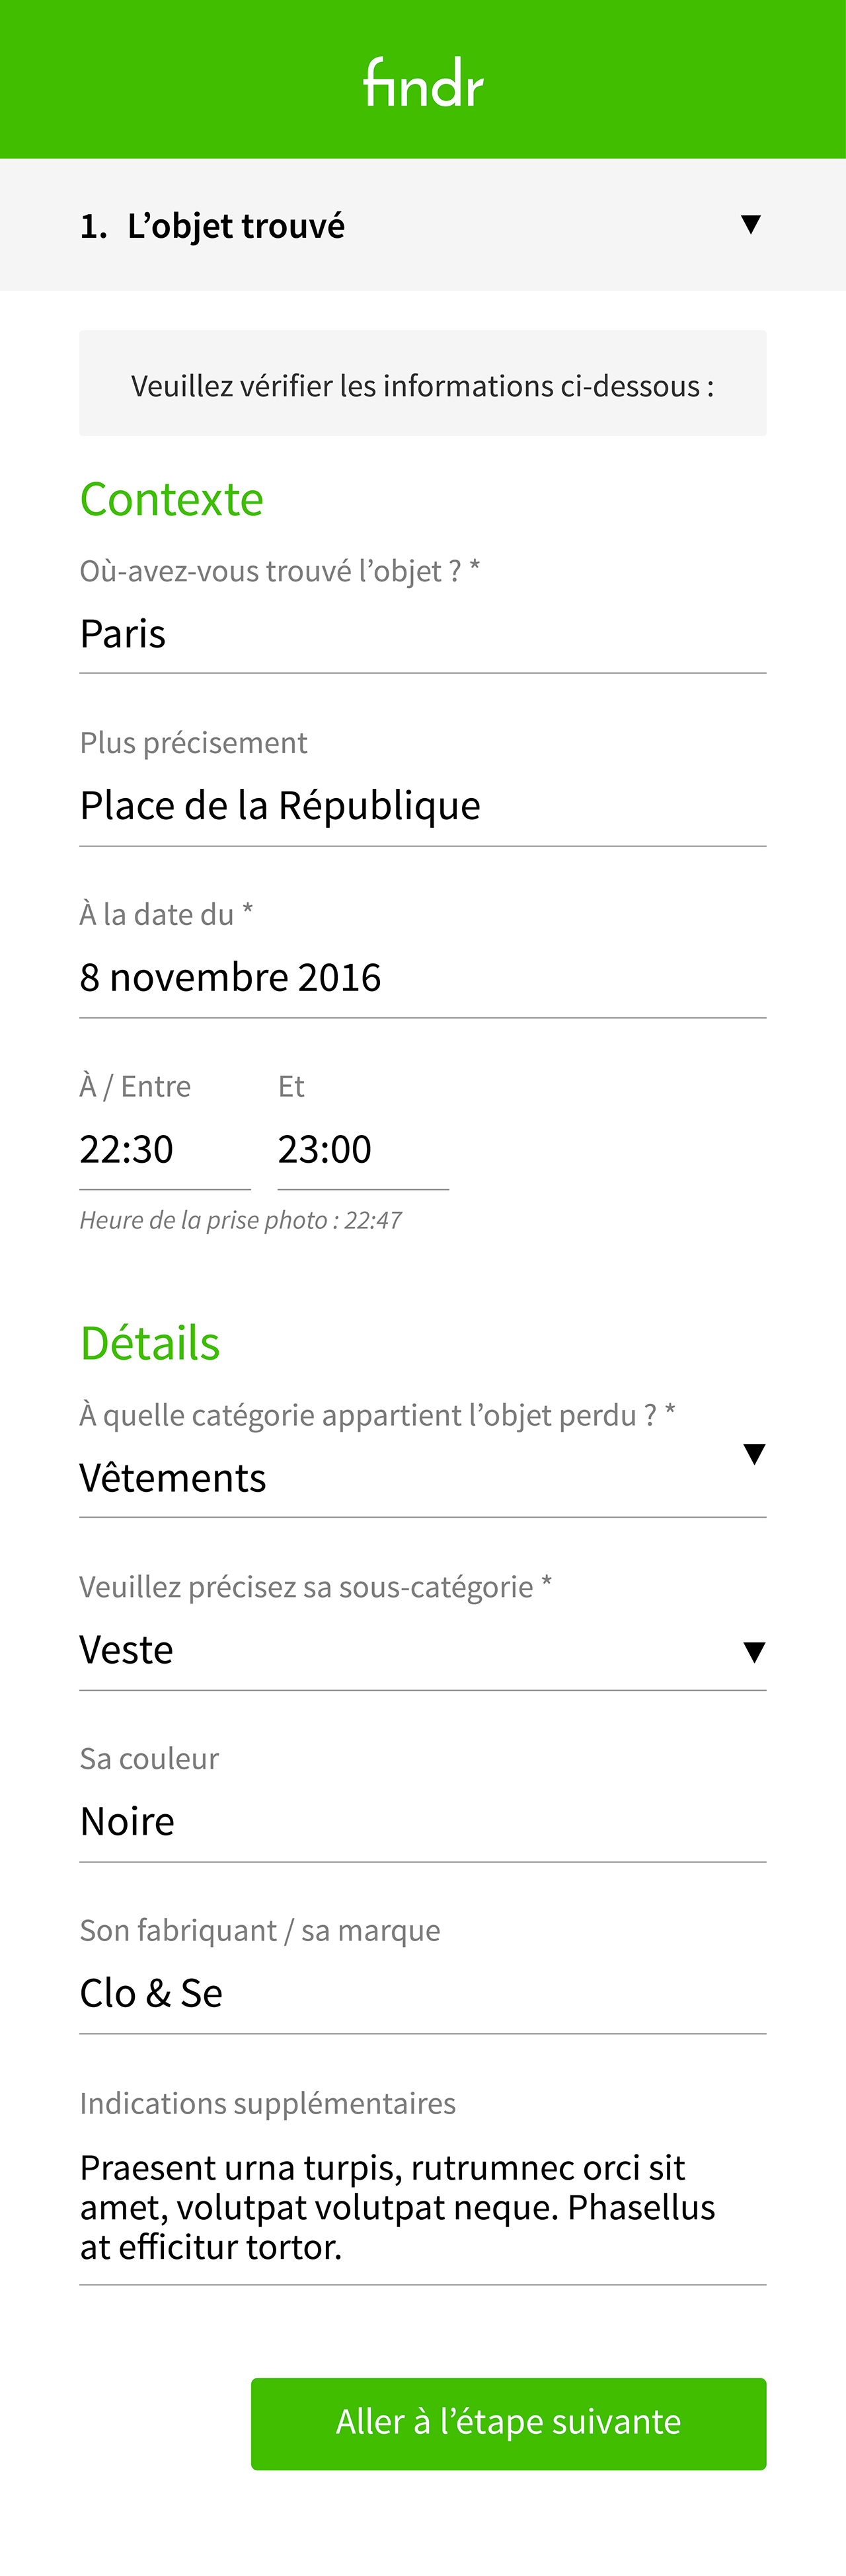 findr
1. L’objet trouvé ▼
Veuillez vérifier les informations ci-dessous :
Contexte
Où-avez-vous trouvé l’objet ? *
Paris
Plus précisement
Place de la République
À la date du *
8 novembre 2016
À / Entre Et
22:30 23:00
Heure de la prise photo : 22:47
Détails
À quelle catégorie appartient l’objet perdu ? *
Vêtements ▼
Veuillez précisez sa sous-catégorie *
Veste ▼
Sa couleur
Noire
Son fabriquant / sa marque
Clo & Se
Indications supplémentaires
Praesent urna turpis, rutrumnec orci sit
amet, volutpat volutpat neque. Phasellus
at efficitur tortor.
Aller à l’étape suivante